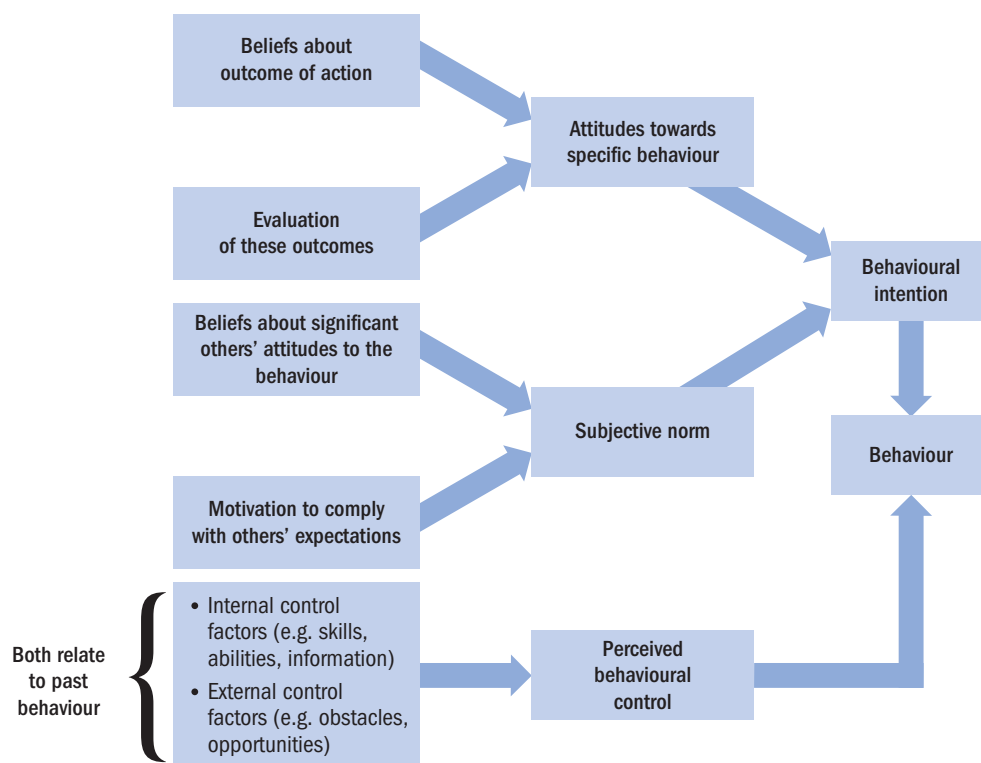 Beliefs about
outcome of action
Attitudes towards
specific behaviour
Evaluation
of these outcomes
Behavioural
intention
Beliefs about significant
others’ attitudes to the
behaviour
Subjective norm
Behaviour
Motivation to comply
with others’ expectations
Both relate
to past
behaviour
• Internal control
factors (e.g. skills,
abilities, information)
• External control
factors (e.g. obstacles,
opportunities)
Perceived
behavioural
control